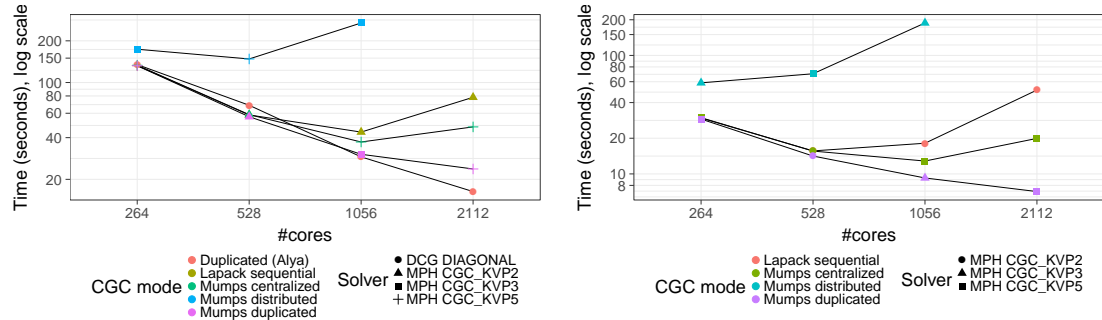 Time (seconds), log scale
200
150
100
80
60
40
20
264
528
1056
2112
#cores
CGC mode
Duplicated (Alya)
Lapack sequential
Mumps centralized
Mumps distributed
Mumps duplicated
Solver
DCG DIAGONAL
MPH CGC_KVP2
MPH CGC_KVP3
MPH CGC_KVP5
Time (seconds), log scale
200
150
100
80
60
40
20
10
8
264
528
1056
2112
#cores
CGC mode
Lapack sequential
Mumps centralized
Mumps distributed
Mumps duplicated
Solver
MPH CGC_KVP2
MPH CGC_KVP3
MPH CGC_KVP5